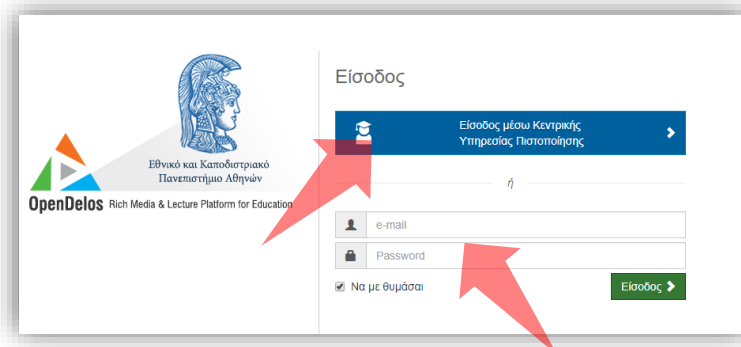 Εθνικό και Καποδιστριακό
Πανεπιστήμιο Αθηνών
OpenDelos Rich Media & Lecture Platform for Education
Είσοδος
Είσοδος μέσω Κεντρικής
Υπηρεσίας Πιστοποίησης
ή
e-mail
Password
Να με θυμάσαι
Είσοδος